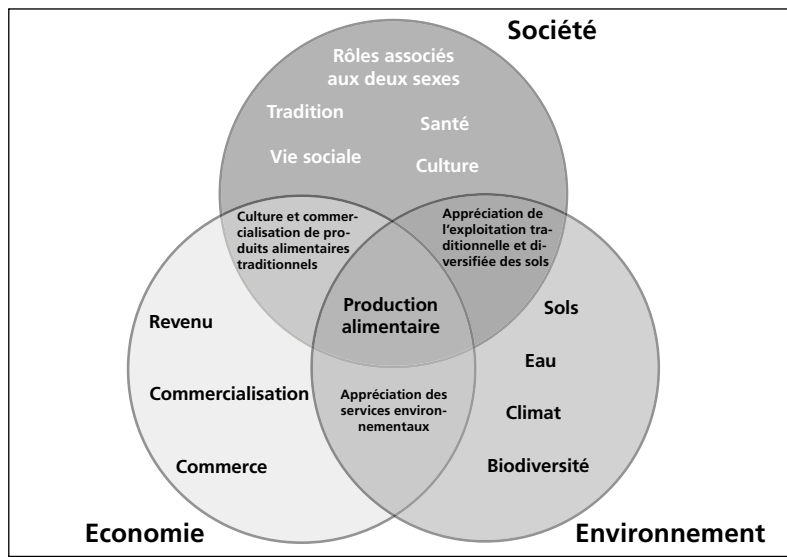 Société
Rôles associés
aux deux sexes
Tradition
Santé
Vie sociale
Culture
Culture et commer-
cialisation de pro-
duits alimentaires
traditionnels
Appréciation de
l'exploitation tra-
ditionnelle et di-
versifiée des sols
Production
alimentaire
Revenu
Commercialisation
Commerce
Appréciation des
services environ-
nementaux
Sols
Eau
Climat
Biodiversité
Economie
Environnement